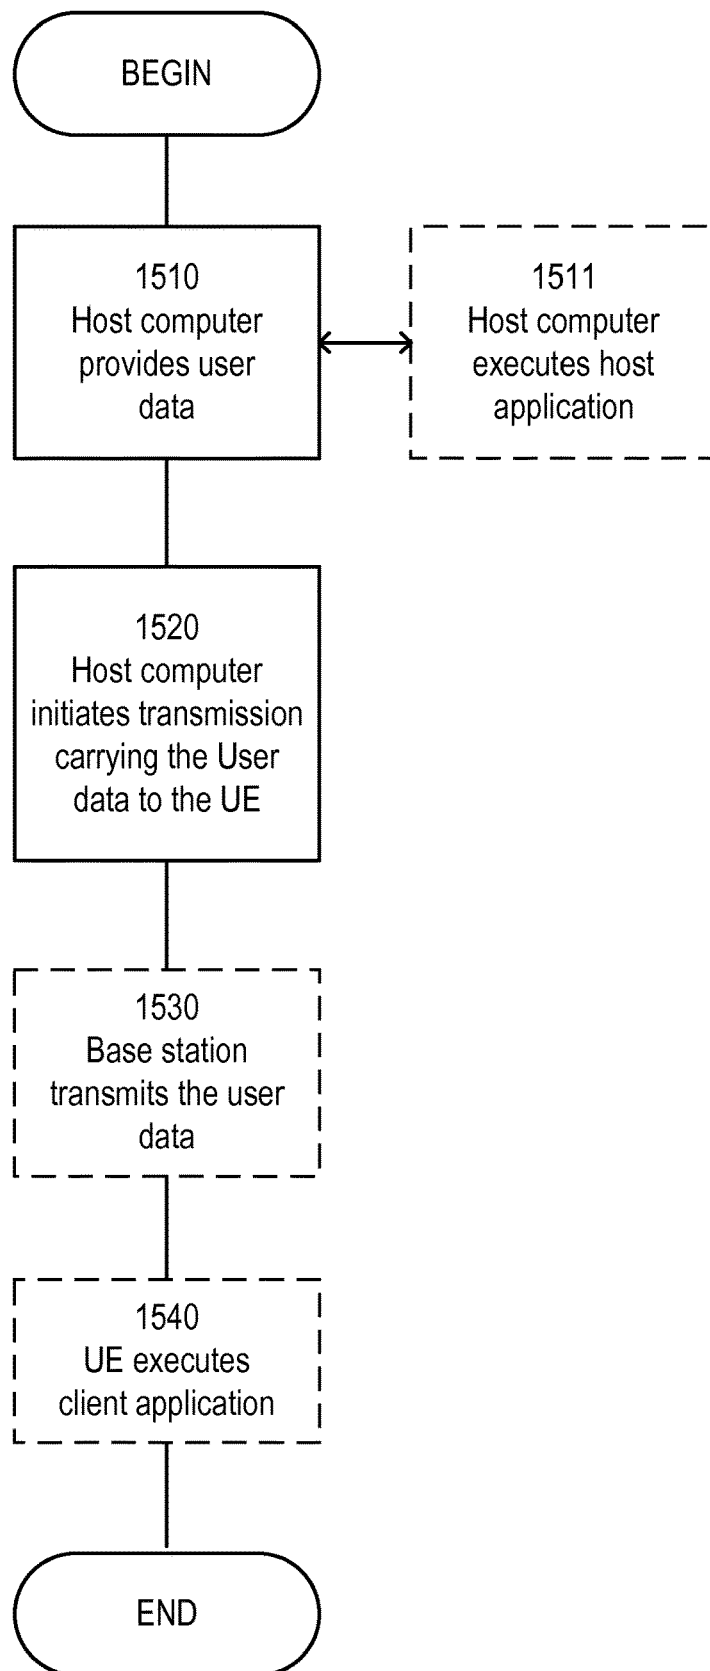 BEGIN
1510
Host computer
provides user
data
1511
Host computer
executes host
application
1520
Host computer
initiates transmission
carrying the User
data to the UE
1530
Base station
transmits the user
data
1540
UE executes
client application
END